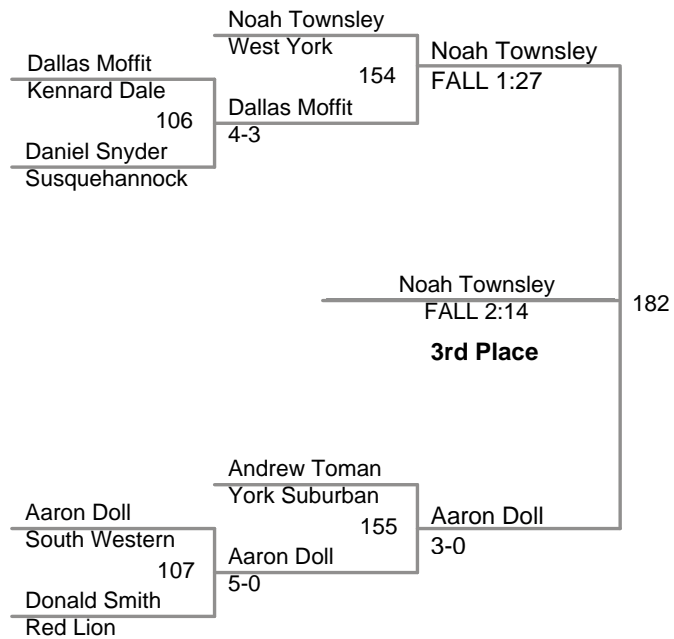 Noah Townsley
West York
154
Noah Townsley
FALL 1:27
Dallas Moffit
Kennard Dale
106
Dallas Moffit
4-3
Daniel Snyder
Susquehannock
Noah Townsley
FALL 2:14
182
3rd Place
Andrew Toman
York Suburban
155
Aaron Doll
3-0
Aaron Doll
South Western
107
Aaron Doll
5-0
Donald Smith
Red Lion